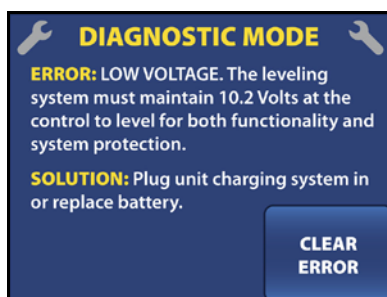 DIAGNOSTIC MODE
ERROR: LOW VOLTAGE. The leveling
system must maintain 10.2 Volts at the
control to level for both functionality and
system protection.
SOLUTION: Plug unit charging system in
or replace battery.
CLEAR
ERROR